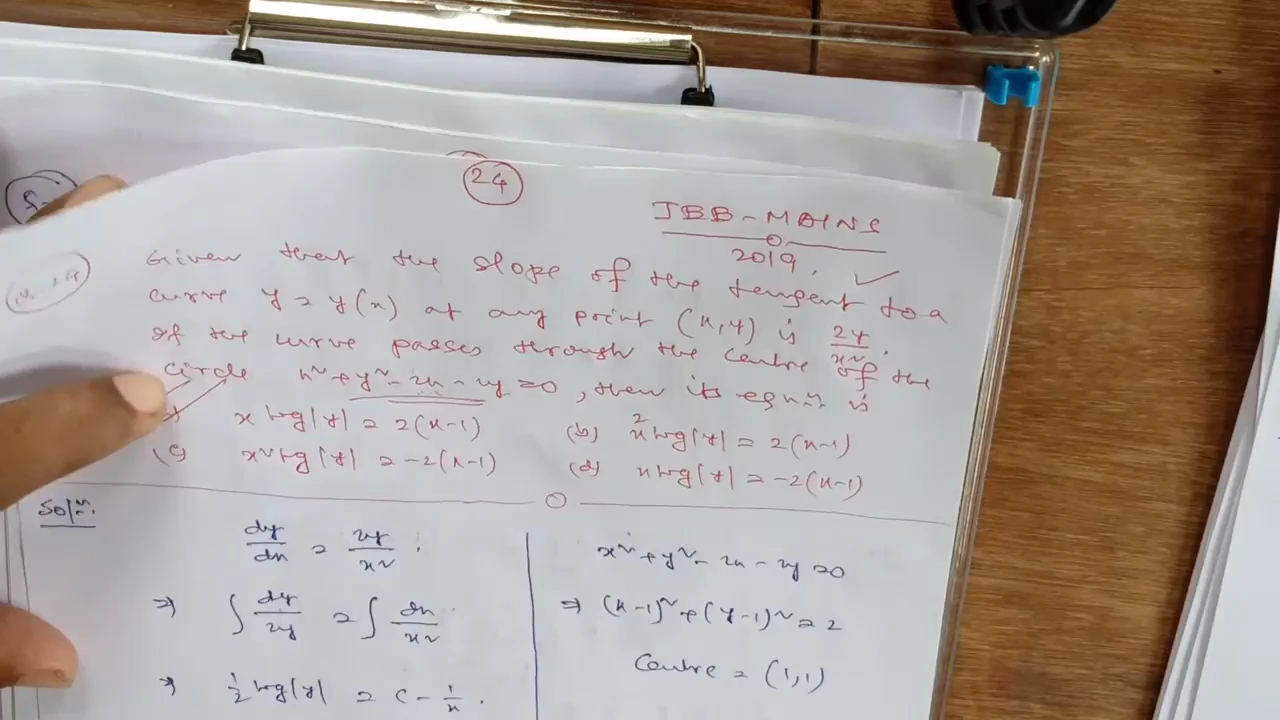 24
JEE-MAINS
2019.
Given that the slope of the tangent to a
curve y = y(x) at any point (x,y) is 2y/x².
If the curve passes through the centre of the
circle x²+y²-2x-2y=0, then its eqn is
x log|y| = 2(x-1)
(b) x² log|y| = 2(x-1)
(c) x² log|y| = -2(x-1)
(d) x log|y| = -2(x-1)
Soln:
dy/dx = 2y/x².
⇒ ∫ dy/2y = ∫ dx/x²
⇒ 1/2 log|y| = C - 1/x.
x²+y²-2x-2y=0
⇒ (x-1)²+(y-1)²=2
Centre = (1,1)